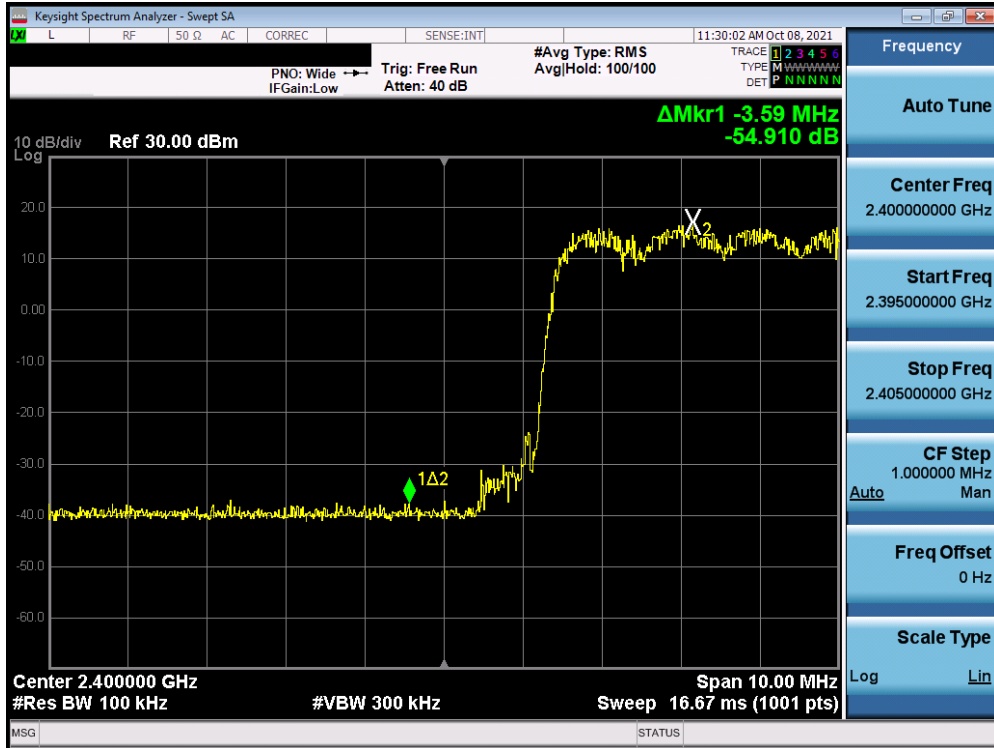 Keysight Spectrum Analyzer - Swept SA
LXI L RF 50 Ω AC CORREC SENSE:INT 11:30:02 AM Oct 08, 2021
PNO: Wide
IFGain:Low
Trig: Free Run
Atten: 40 dB
#Avg Type: RMS
Avg|Hold: 100/100
TRACE 1 2 3 4 5 6
TYPE M WWWWW
DET P N N N N N
ΔMkr1 -3.59 MHz
-54.910 dB
10 dB/div Ref 30.00 dBm
Log
20.0
10.0
0.00
-10.0
-20.0
-30.0
-40.0
-50.0
-60.0
X2
1Δ2
Center 2.400000 GHz Span 10.00 MHz
#Res BW 100 kHz #VBW 300 kHz Sweep 16.67 ms (1001 pts)
MSG STATUS
Frequency
Auto Tune
Center Freq
2.400000000 GHz
Start Freq
2.395000000 GHz
Stop Freq
2.405000000 GHz
CF Step
1.000000 MHz
Auto Man
Freq Offset
0 Hz
Scale Type
Log Lin